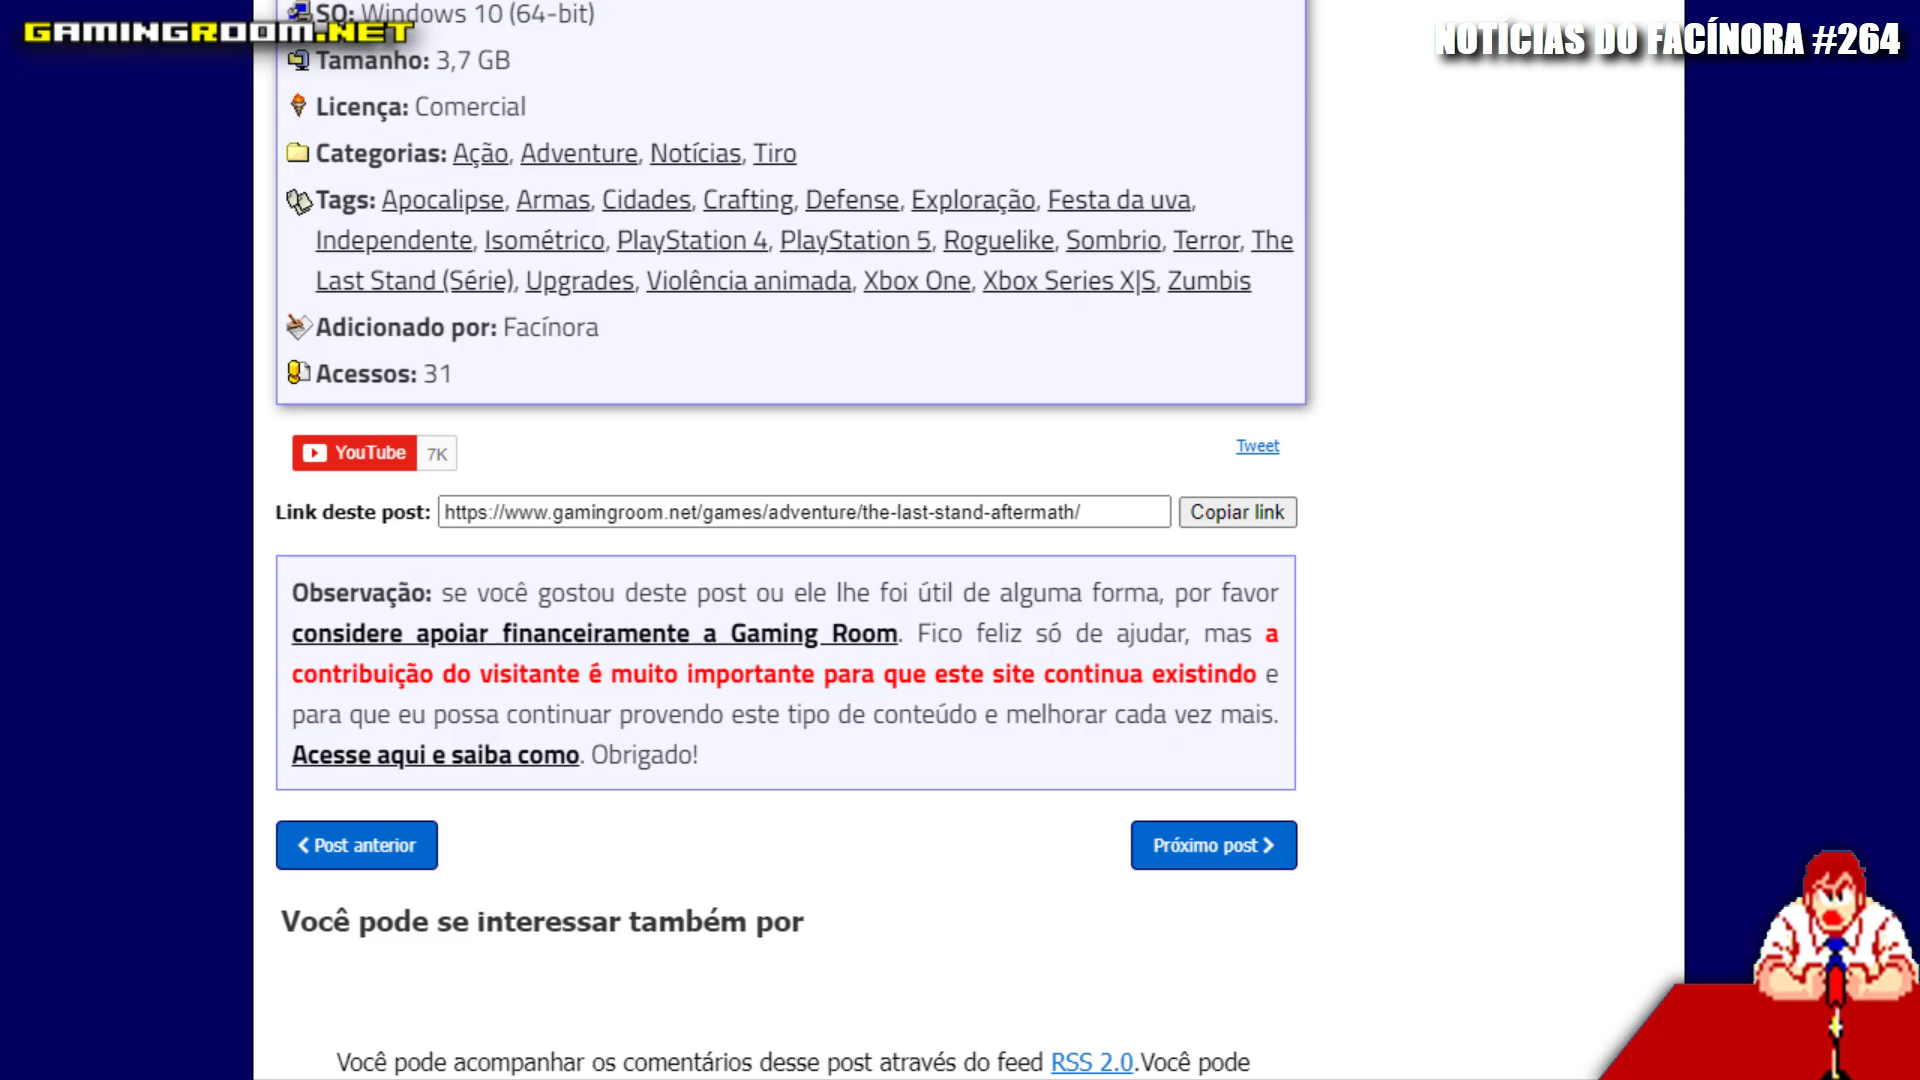 GAMINGROOM.NET
NOTÍCIAS DO FACÍNORA #264
SO: Windows 10 (64-bit)
Tamanho: 3,7 GB
Licença: Comercial
Categorias: Ação, Adventure, Notícias, Tiro
Tags: Apocalipse, Armas, Cidades, Crafting, Defense, Exploração, Festa da uva,
Independente, Isométrico, PlayStation 4, PlayStation 5, Roguelike, Sombrio, Terror, The
Last Stand (Série), Upgrades, Violência animada, Xbox One, Xbox Series X|S, Zumbis
Adicionado por: Facínora
Acessos: 31
YouTube 7K
Tweet
Link deste post: https://www.gamingroom.net/games/adventure/the-last-stand-aftermath/ Copiar link
Observação: se você gostou deste post ou ele lhe foi útil de alguma forma, por favor
considere apoiar financeiramente a Gaming Room. Fico feliz só de ajudar, mas a
contribuição do visitante é muito importante para que este site continua existindo e
para que eu possa continuar provendo este tipo de conteúdo e melhorar cada vez mais.
Acesse aqui e saiba como. Obrigado!
Post anterior
Próximo post
Você pode se interessar também por
Você pode acompanhar os comentários desse post através do feed RSS 2.0.Você pode